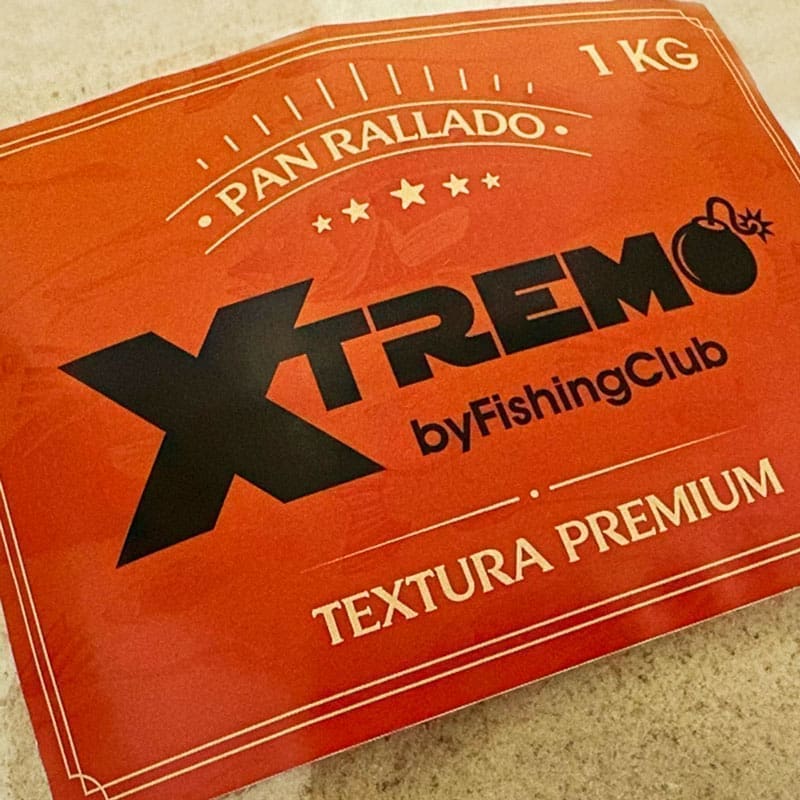 1 KG
• PAN RALLADO •
XTREMO
byFishingClub
TEXTURA PREMIUM